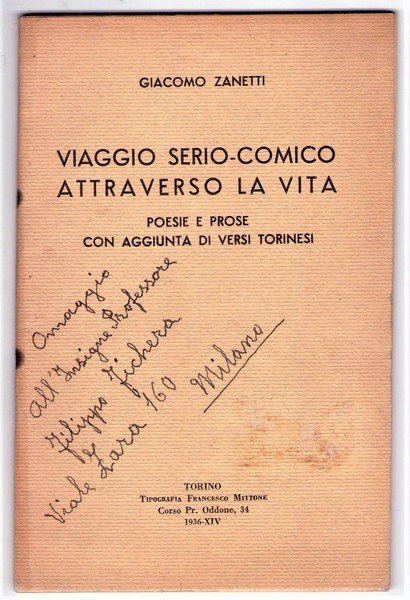 GIACOMO ZANETTI
VIAGGIO SERIO-COMICO
ATTRAVERSO LA VITA
POESIE E PROSE
CON AGGIUNTA DI VERSI TORINESI
Omaggio
All'Insigne Professore
Filippo Fichera
Viale Zara 160
Milano
TORINO
TIPOGRAFIA FRANCESCO MITTONE
Corso Pr. Oddone, 34
1936-XIV